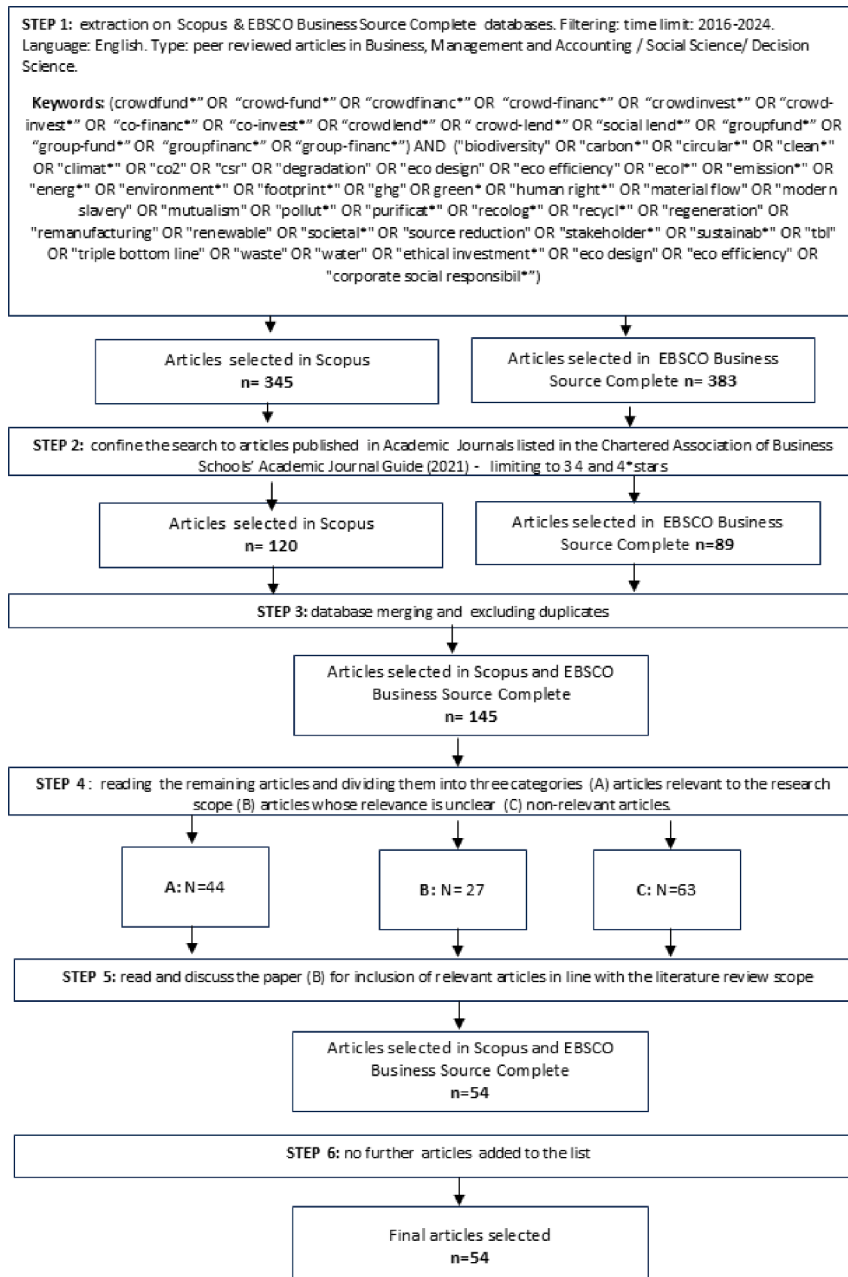 STEP 1: extraction on Scopus & EBSCO Business Source Complete databases. Filtering: time limit: 2016-2024.
Language: English. Type: peer reviewed articles in Business, Management and Accounting / Social Science/ Decision
Science.
Keywords: (crowdfund*” OR “crowd-fund*” OR “crowdfinanc*” OR “crowd-financ*” OR “crowdinvest*” OR “crowd-
invest*” OR “co-financ*” OR “co-invest*” OR “crowdlend*” OR “ crowd-lend*” OR “social lend*” OR “groupfund*” OR
“group-fund*” OR “groupfinanc*” OR “group-financ*”) AND ("biodiversity" OR "carbon*" OR "circular*" OR "clean*"
OR "climat*" OR "co2" OR "csr" OR "degradation" OR "eco design" OR "eco efficiency" OR "ecol*" OR "emission*" OR
"energ*" OR "environment*" OR "footprint*" OR "ghg" OR green* OR "human right*" OR "material flow" OR "modern
slavery" OR "mutualism" OR "pollut*" OR "purificat*" OR "recolog*" OR "recycl*" OR "regeneration" OR
"remanufacturing" OR "renewable" OR "societal*" OR "source reduction" OR "stakeholder*" OR "sustainab*" OR "tbl"
OR "triple bottom line" OR "waste" OR "water" OR "ethical investment*" OR "eco design" OR "eco efficiency" OR
"corporate social responsibil*")
Articles selected in Scopus
n= 345
Articles selected in EBSCO Business
Source Complete n= 383
STEP 2: confine the search to articles published in Academic Journals listed in the Chartered Association of Business
Schools’ Academic Journal Guide (2021) - limiting to 3 4 and 4*stars
Articles selected in Scopus
n= 120
Articles selected in EBSCO Business
Source Complete n=89
STEP 3: database merging and excluding duplicates
Articles selected in Scopus and EBSCO
Business Source Complete
n= 145
STEP 4 : reading the remaining articles and dividing them into three categories (A) articles relevant to the research
scope (B) articles whose relevance is unclear (C) non-relevant articles.
A: N=44
B: N= 27
C: N=63
STEP 5: read and discuss the paper (B) for inclusion of relevant articles in line with the literature review scope
Articles selected in Scopus and EBSCO
Business Source Complete
n=54
STEP 6: no further articles added to the list
Final articles selected
n=54